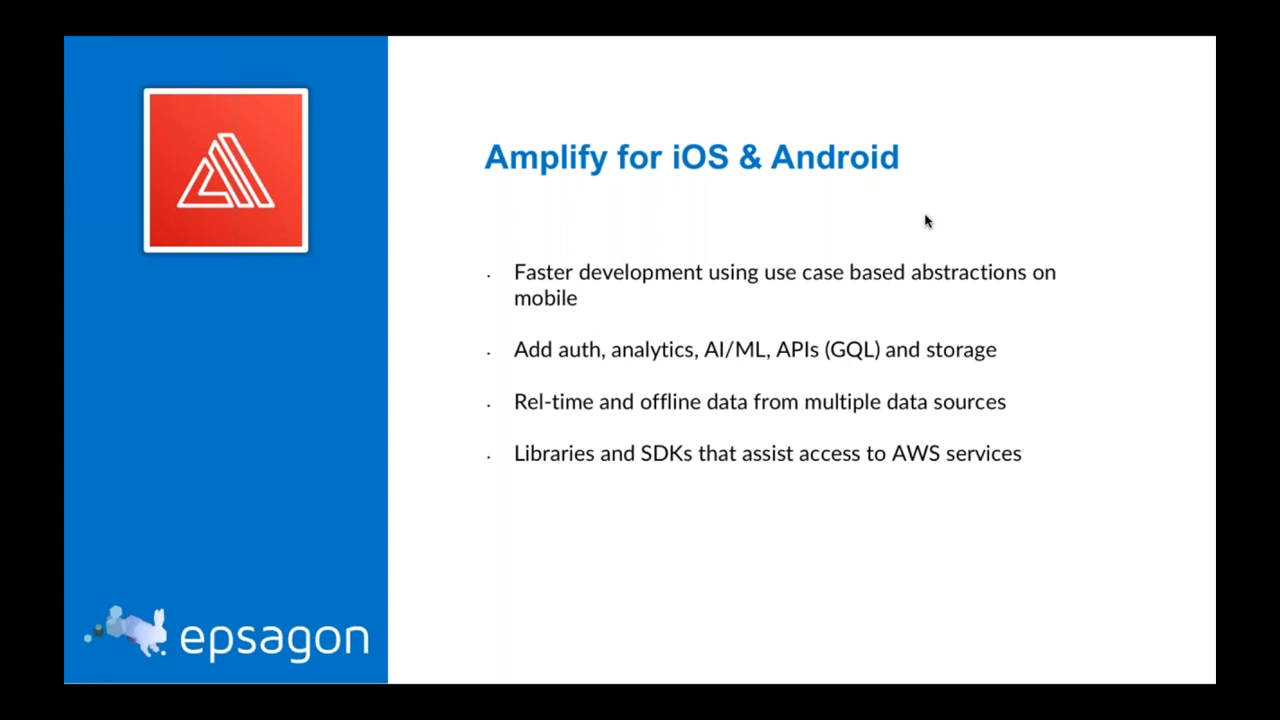 Amplify for iOS & Android
· Faster development using use case based abstractions on
mobile
· Add auth, analytics, AI/ML, APIs (GQL) and storage
· Rel-time and offline data from multiple data sources
· Libraries and SDKs that assist access to AWS services
epsagon